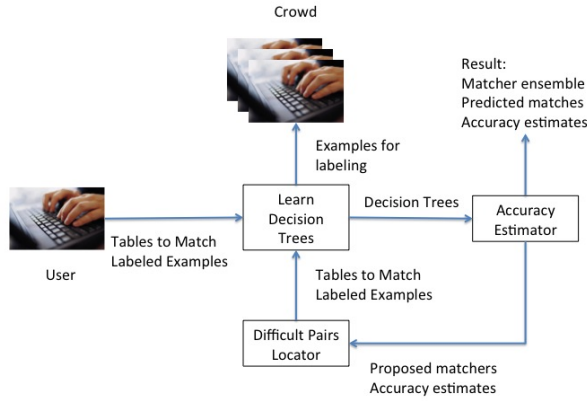 Crowd
Result:
Matcher ensemble
Predicted matches
Accuracy estimates
Examples for
labeling
Learn
Decision
Trees
Decision Trees
Accuracy
Estimator
Tables to Match
Labeled Examples
User
Tables to Match
Labeled Examples
Difficult Pairs
Locator
Proposed matchers
Accuracy estimates